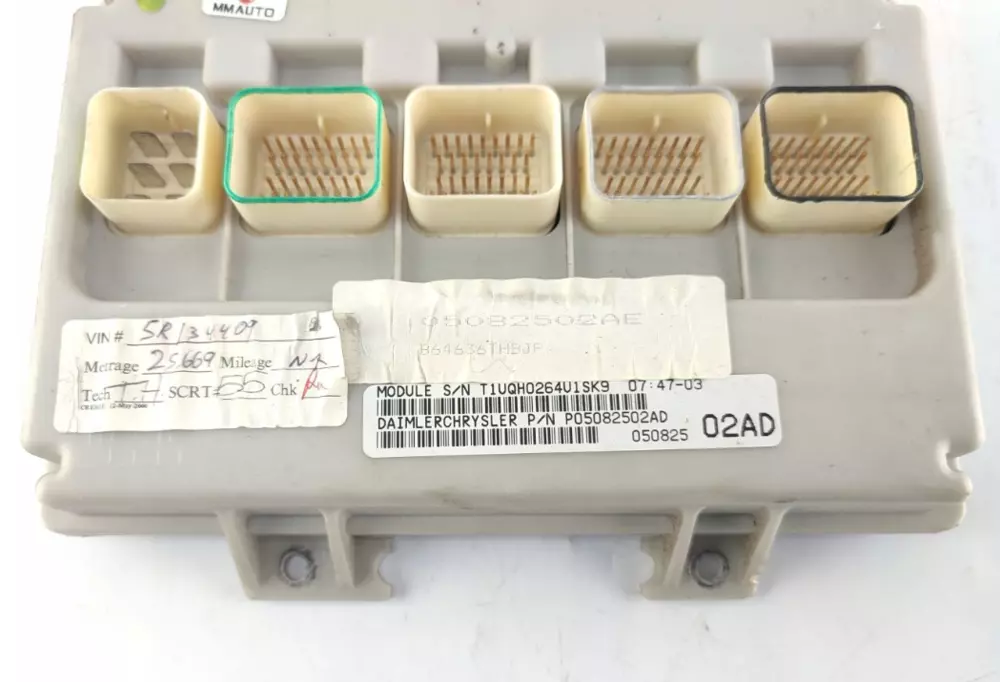 MMAUTO
05082502AE
864636THBJF
VIN # 5R134409
Metrage 25669 Mileage
Tech T.H SCRT= 50 Chk
MODULE S/N T1UQH0264U1SK9 07:47-03
DAIMLERCHRYSLER P/N P05082502AD
050825 02AD